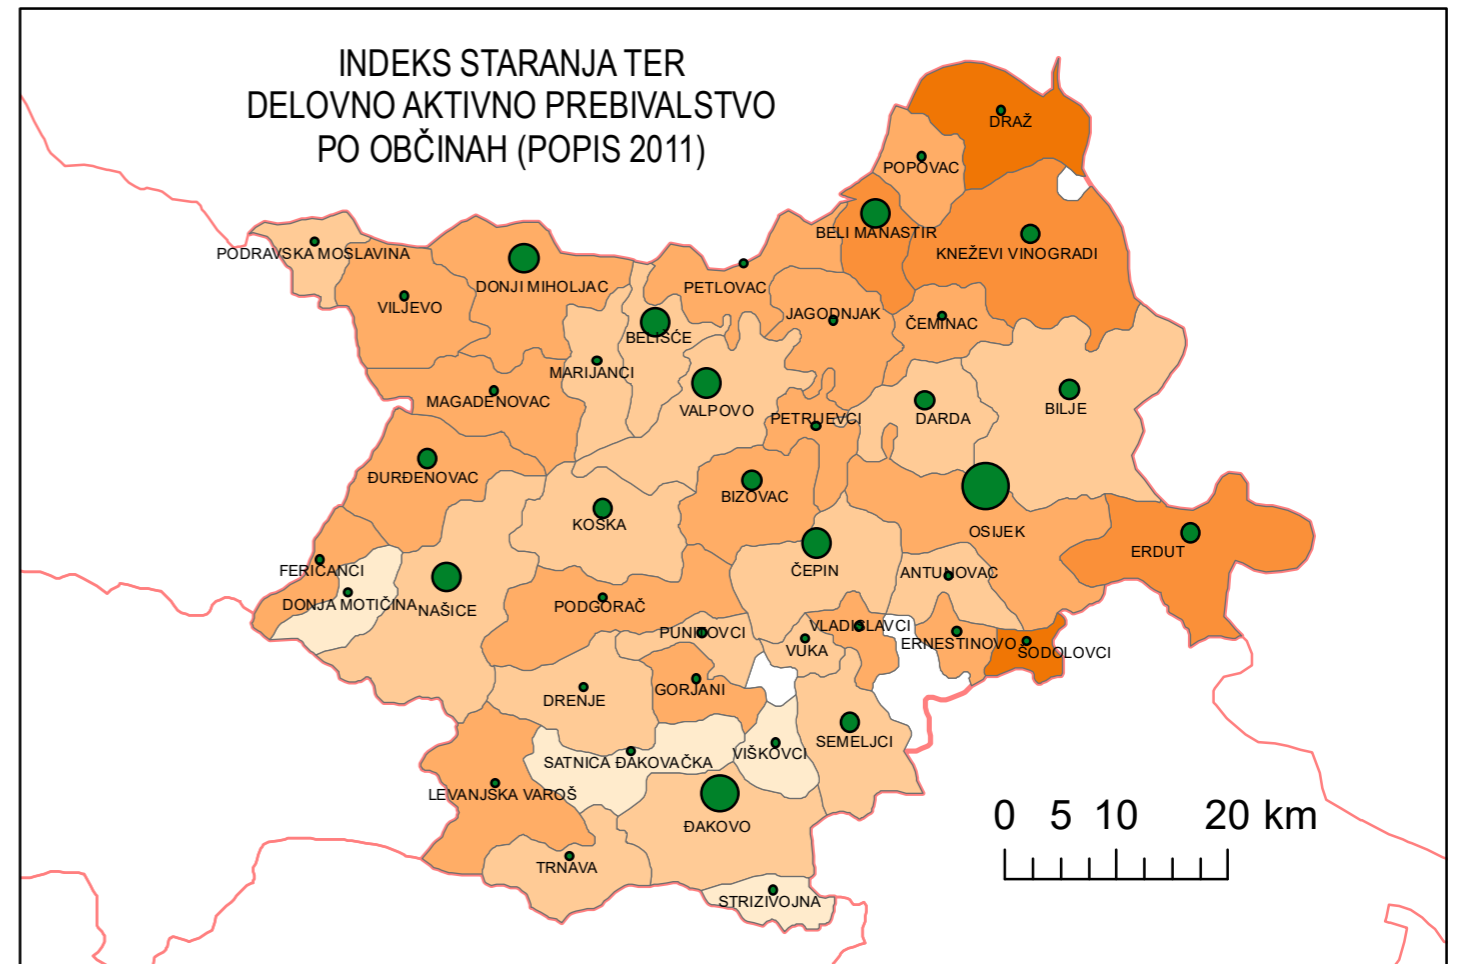 INDEKS STARANJA TER
DELOVNO AKTIVNO PREBIVALSTVO
PO OBČINAH (POPIS 2011)
DRAŽ
POPOVAC
BELI MANASTIR
KNEŽEVI VINOGRADI
PODRAVSKA MOSLAVINA
DONJI MIHOLJAC
PETLOVAC
VILJEVO
JAGODNJAK
ČEMINAC
BELIŠĆE
MARIJANCI
MAGADENOVAC
VALPOVO
PETRIJEVCI
DARDA
BILJE
ĐURĐENOVAC
BIZOVAC
KOŠKA
OSIJEK
ERDUT
FERIČANCI
ČEPIN
ANTUNOVAC
DONJA MOTIČINA
NAŠICE
PODGORAČ
PUNITOVCI
VLADISLAVCI
VUKA
ERNESTINOVO
ŠODOLOVCI
DRENJE
GORJANI
SATNICA ĐAKOVAČKA
VIŠKOVCI
SEMELJCI
LEVANJSKA VAROŠ
ĐAKOVO
TRNAVA
STRIZIVOJNA
0 5 10 20 km